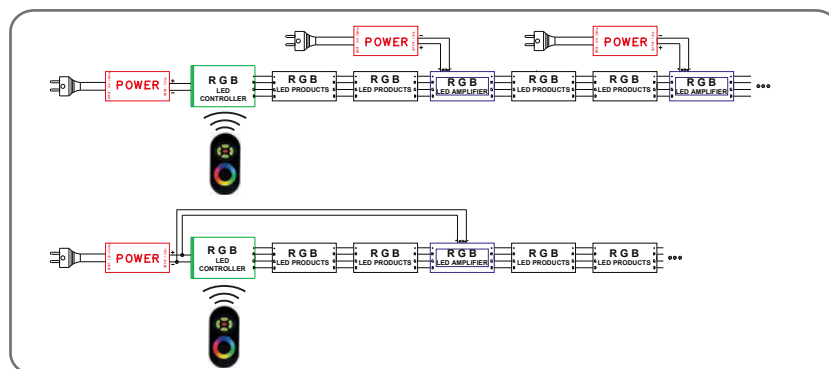 POWER
POWER
POWER
+
−
RGB
LED
CONTROLLER
RGB
LED PRODUCTS
RGB
LED PRODUCTS
RGB
LED AMPLIFIER
RGB
LED PRODUCTS
RGB
LED PRODUCTS
RGB
LED AMPLIFIER
POWER
+
−
RGB
LED
CONTROLLER
RGB
LED PRODUCTS
RGB
LED PRODUCTS
RGB
LED AMPLIFIER
RGB
LED PRODUCTS
RGB
LED PRODUCTS